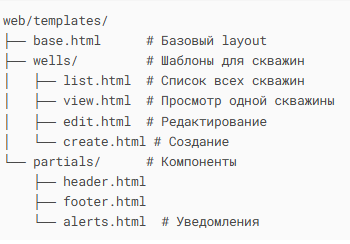 web/templates/
├── base.html      # Базовый layout
├── wells/         # Шаблоны для скважин
│   ├── list.html  # Список всех скважин
│   ├── view.html  # Просмотр одной скважины
│   ├── edit.html  # Редактирование
│   └── create.html # Создание
└── partials/      # Компоненты
    ├── header.html
    ├── footer.html
    └── alerts.html  # Уведомления